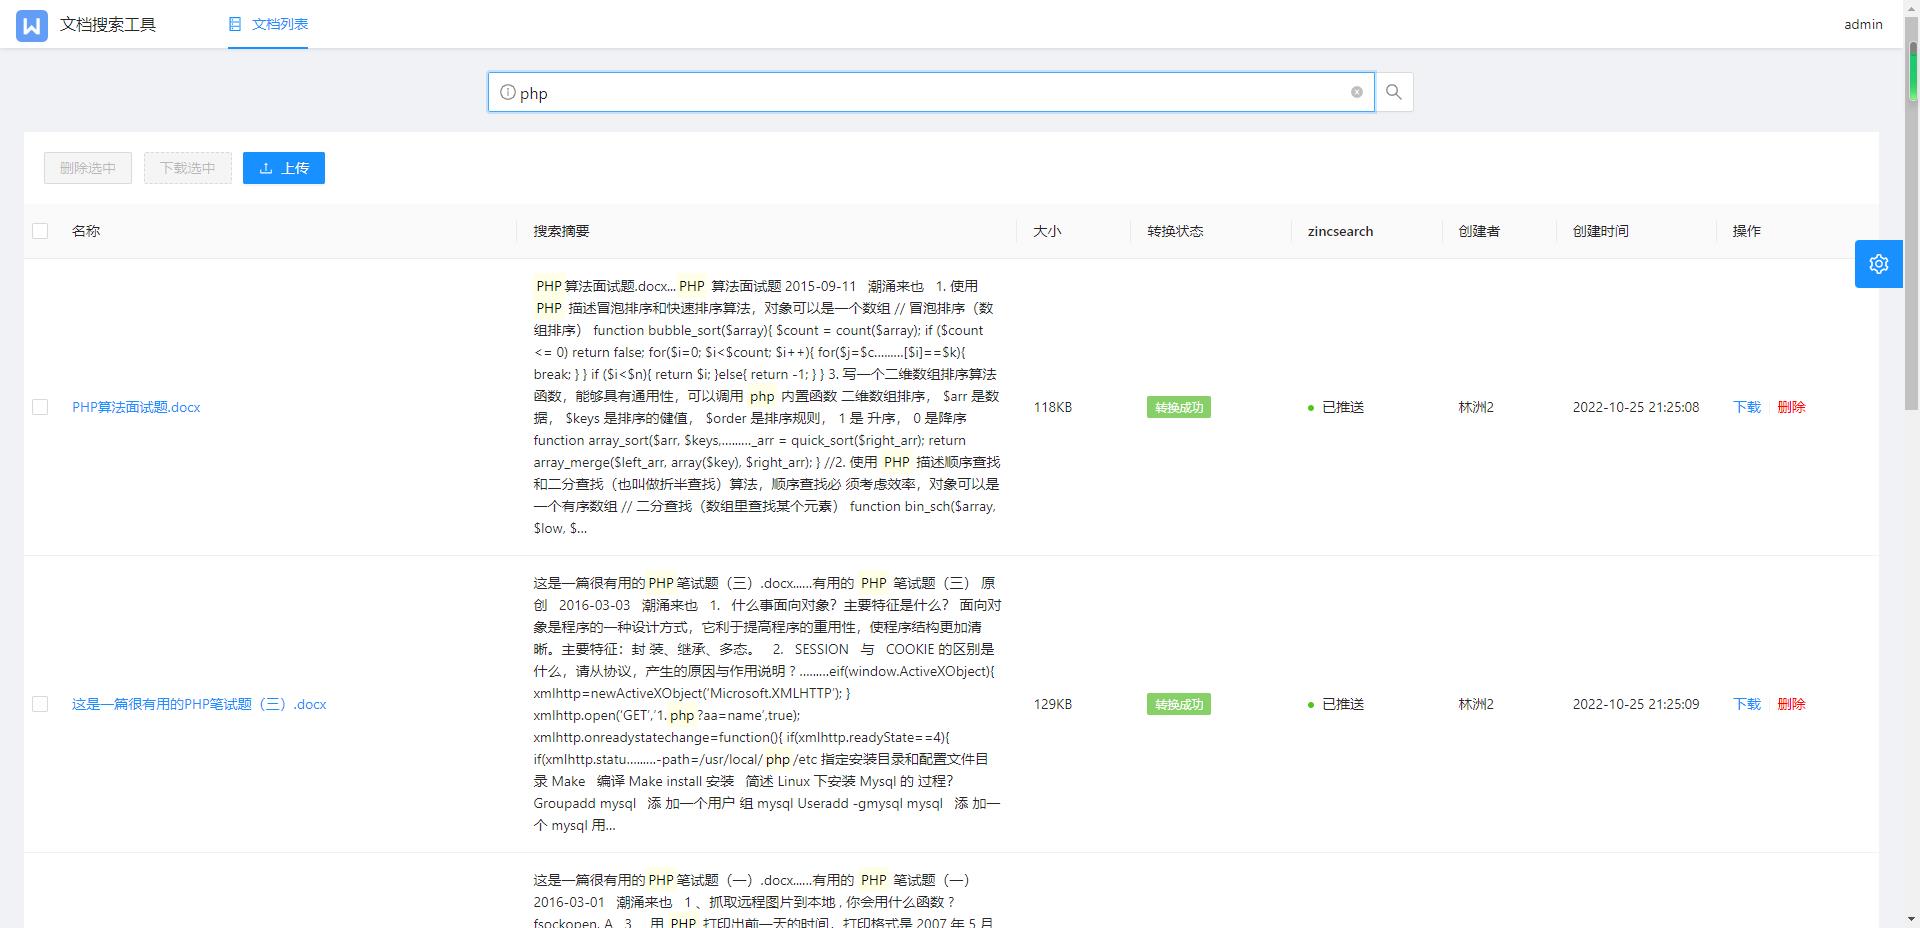 文档搜索工具
文档列表
admin
php
删除选中
下载选中
上传
名称
搜索摘要
大小
转换状态
zincsearch
创建者
创建时间
操作
PHP算法面试题.docx
PHP算法面试题.docx... PHP 算法面试题 2015-09-11 潮涌来也 1. 使用
PHP 描述冒泡排序和快速排序算法，对象可以是一个数组 // 冒泡排序（数
组排序） function bubble_sort($array){ $count = count($array); if ($count
<= 0) return false; for($i=0; $i<$count; $i++){ for($j=$c.........[$i]==$k){
break; } } if ($i<$n){ return $i; }else{ return -1; } } 3. 写一个二维数组排序算法
函数，能够具有通用性，可以调用 php 内置函数 二维数组排序， $arr 是数
据， $keys 是排序的健值， $order 是排序规则， 1 是 升序， 0 是降序
function array_sort($arr, $keys,.........._arr = quick_sort($right_arr); return
array_merge($left_arr, array($key), $right_arr); } //2. 使用 PHP 描述顺序查找
和二分查找（也叫做折半查找）算法，顺序查找必 须考虑效率，对象可以是
一个有序数组 // 二分查找（数组里查找某个元素） function bin_sch($array,
$low, $...
118KB
转换成功
已推送
林洲2
2022-10-25 21:25:08
下载
删除
这是一篇很有用的PHP笔试题（三）.docx
这是一篇很有用的PHP笔试题（三）.docx......有用的 PHP 笔试题（三） 原
创 2016-03-03 潮涌来也 1. 什么事面向对象？主要特征是什么？ 面向对
象是程序的一种设计方式，它利于提高程序的重用性，使程序结构更加清
晰。主要特征：封 装、继承、多态。 2. SESSION 与 COOKIE 的区别是
什么，请从协议，产生的原因与作用说明 ? .........eif(window.ActiveXObject){
xmlhttp=newActiveXObject('Microsoft.XMLHTTP'); }
xmlhttp.open('GET','1.php?aa=name',true);
xmlhttp.onreadystatechange=function(){ if(xmlhttp.readyState==4){
if(xmlhttp.statu.........-path=/usr/local/php/etc 指定安装目录和配置文件目
录 Make 编译 Make install 安装 简述 Linux 下安装 Mysql 的 过程？
Groupadd mysql 添 加一个用户 组 mysql Useradd -gmysql mysql 添 加一
个 mysql 用...
129KB
转换成功
已推送
林洲2
2022-10-25 21:25:09
下载
删除
这是一篇很有用的PHP笔试题（一）.docx......有用的 PHP 笔试题（一）
2016-03-01 潮涌来也 1 、抓取远程图片到本地 , 你会用什么函数 ?
fsockopen, A 3 、用 PHP 打印出前一天的时间，打印格式是 2007 年 5 月